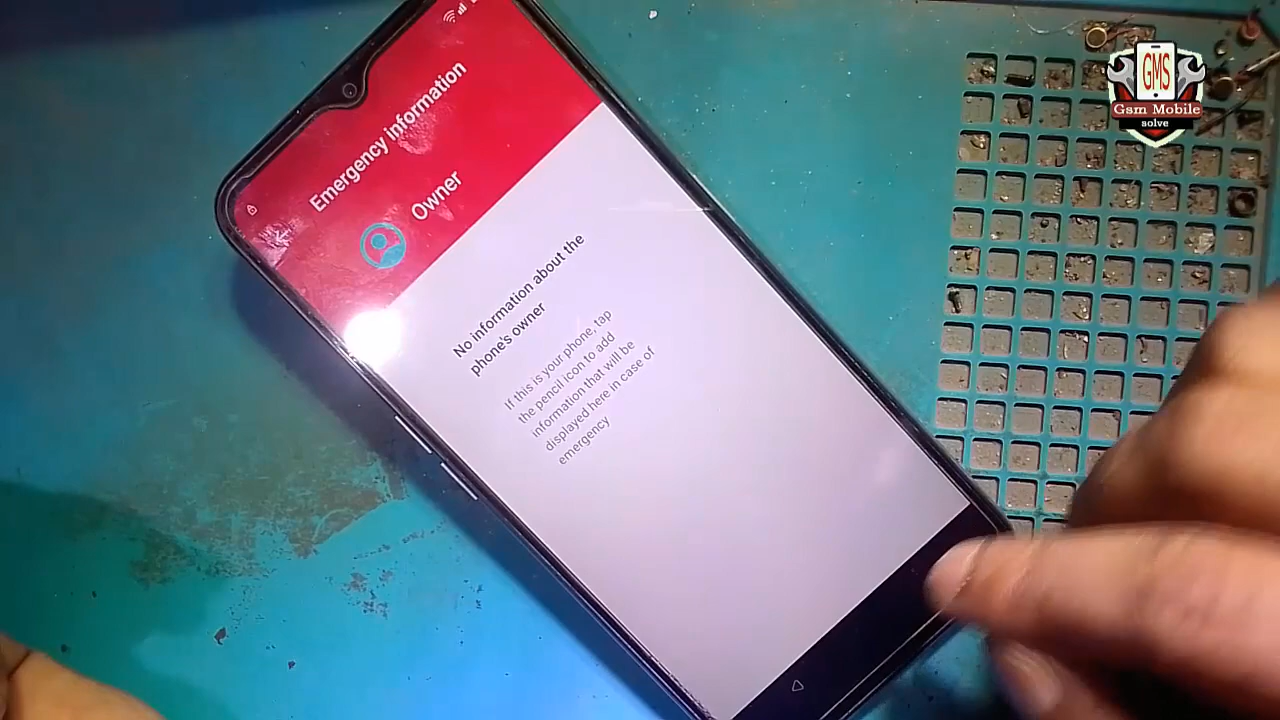 Emergency information
Owner
No information about the
phone's owner
If this is your phone, tap
the pencil icon to add
information that will be
displayed here in case of
emergency
GMS
Gsm Mobile
solve